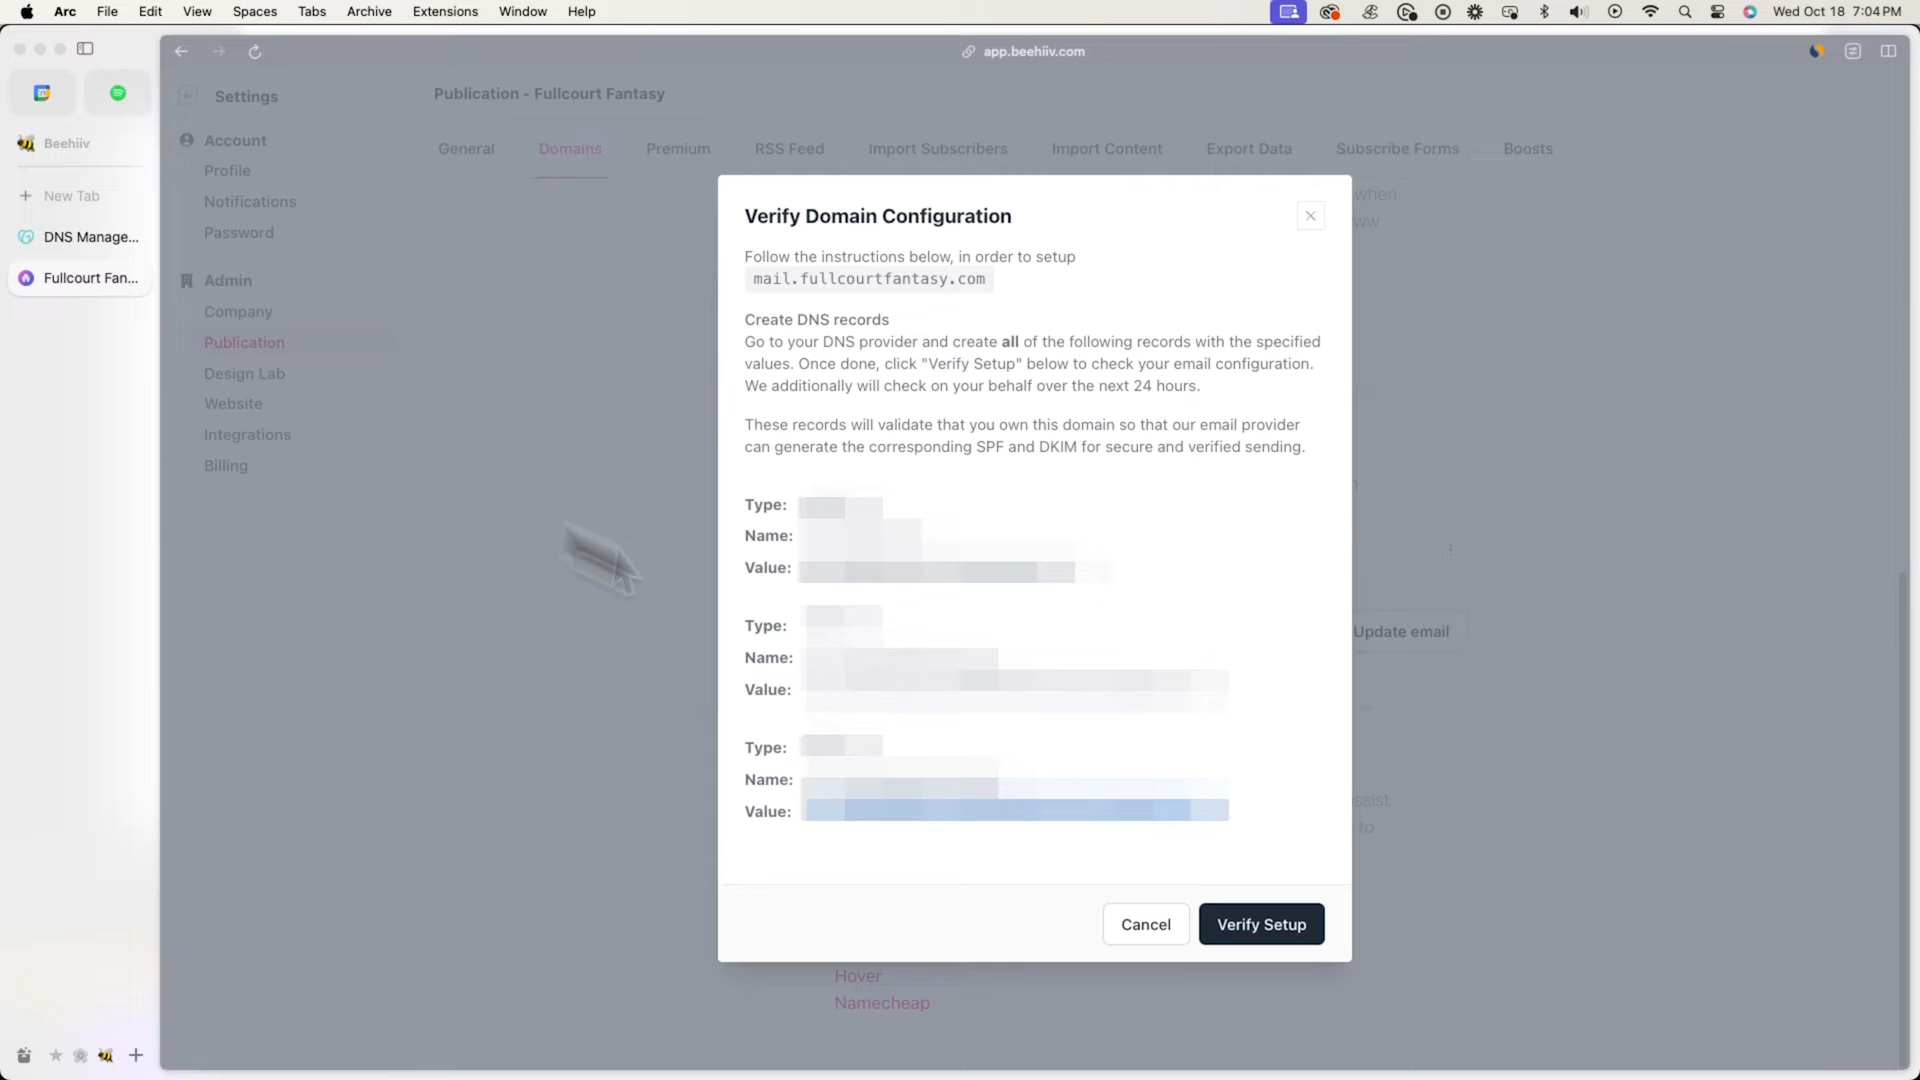 Arc File Edit View Spaces Tabs Archive Extensions Window Help Wed Oct 18 7:04 PM
app.beehiiv.com
Beehiiv
New Tab
DNS Manage...
Fullcourt Fan...
Settings
Account
Profile
Notifications
Password
Admin
Company
Publication
Design Lab
Website
Integrations
Billing
Publication - Fullcourt Fantasy
General Domains Premium RSS Feed Import Subscribers Import Content Export Data Subscribe Forms Boosts
when
ww
Verify Domain Configuration
Follow the instructions below, in order to setup
mail.fullcourtfantasy.com
Create DNS records
Go to your DNS provider and create all of the following records with the specified
values. Once done, click "Verify Setup" below to check your email configuration.
We additionally will check on your behalf over the next 24 hours.
These records will validate that you own this domain so that our email provider
can generate the corresponding SPF and DKIM for secure and verified sending.
Type:
Name:
Value:
Type:
Name:
Value:
Type:
Name:
Value:
Update email
ssist
to
Cancel Verify Setup
Hover
Namecheap